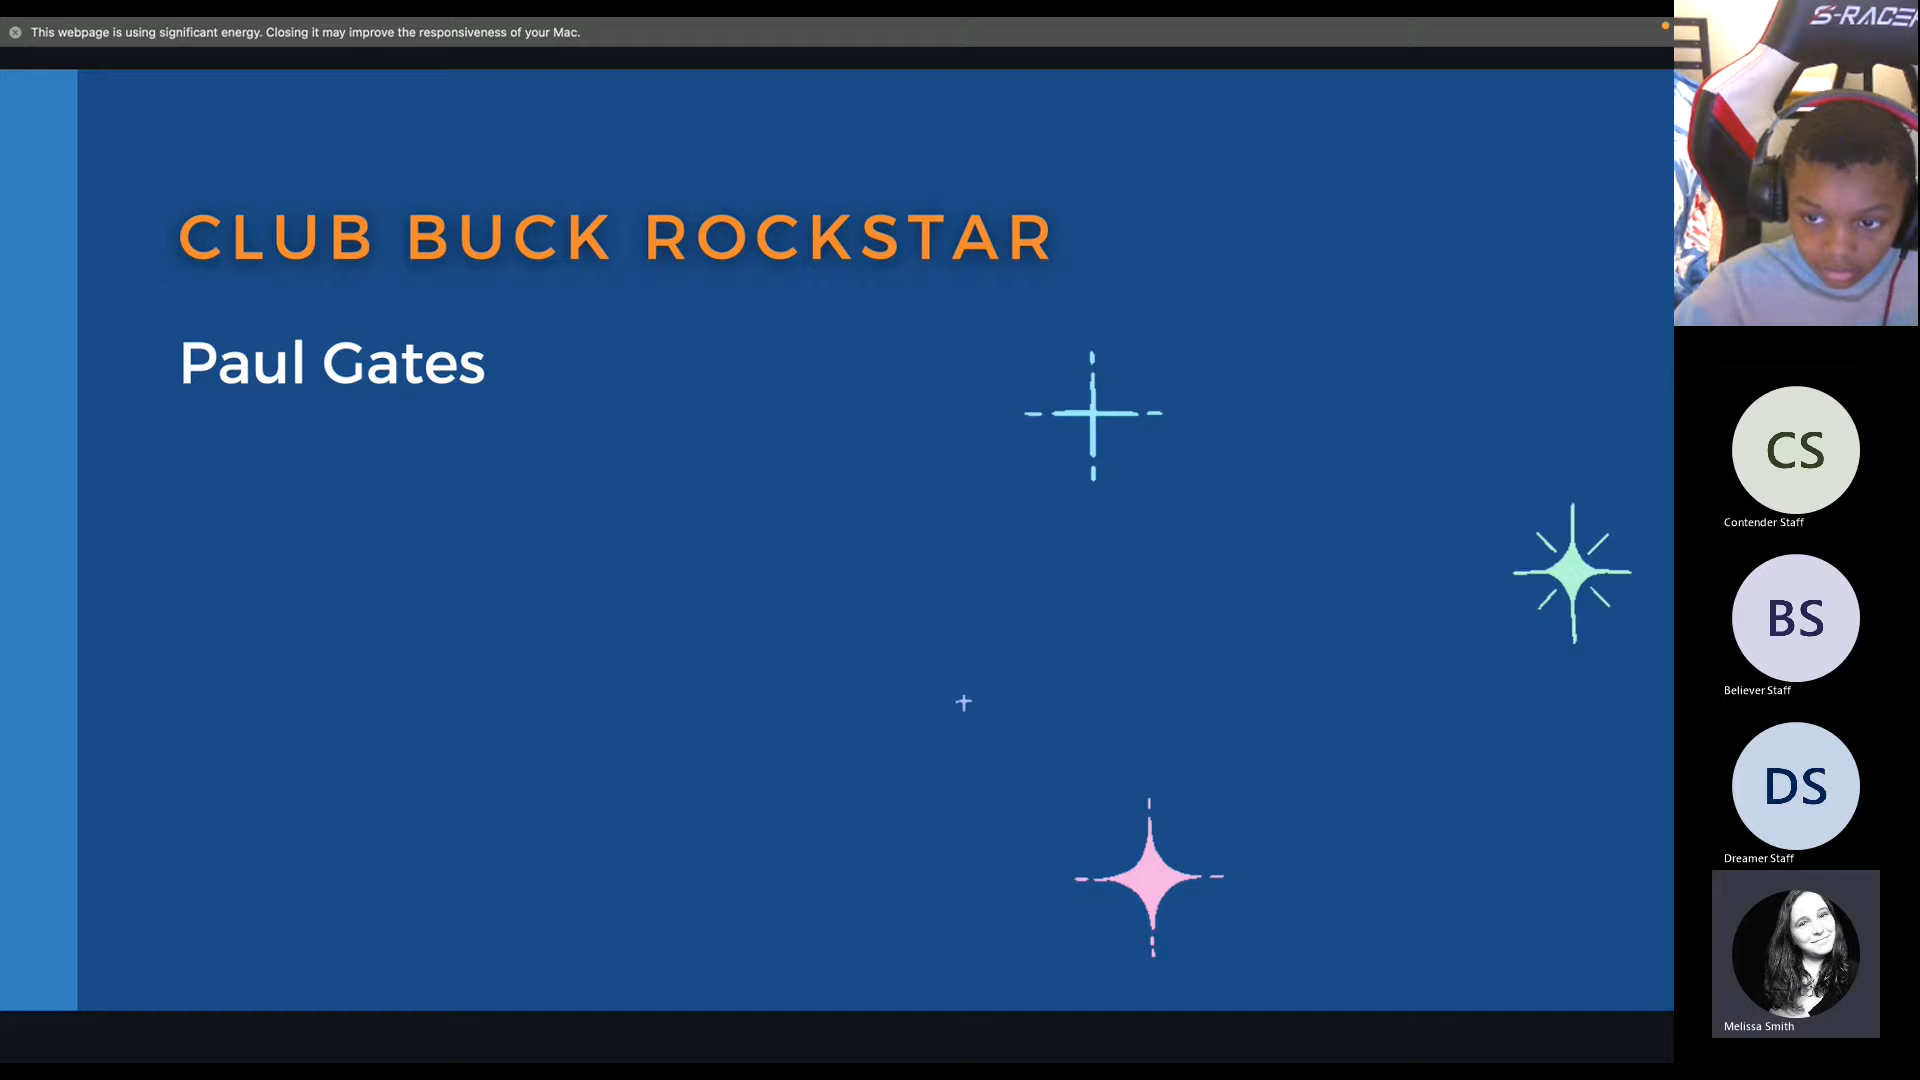 This webpage is using significant energy. Closing it may improve the responsiveness of your Mac.
CLUB BUCK ROCKSTAR
Paul Gates
S-RACER
CS
Contender Staff
BS
Believer Staff
DS
Dreamer Staff
Melissa Smith